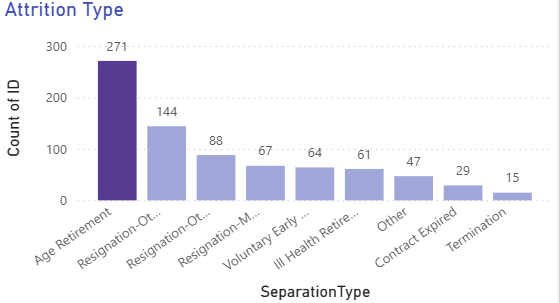 Attrition Type
300
200
100
0
Count of ID
271
144
88
67
64
61
47
29
15
Age Retirement
Resignation-Ot...
Resignation-Ot...
Resignation-M...
Voluntary Early ...
Ill Health Retire...
Other
Contract Expired
Termination
SeparationType